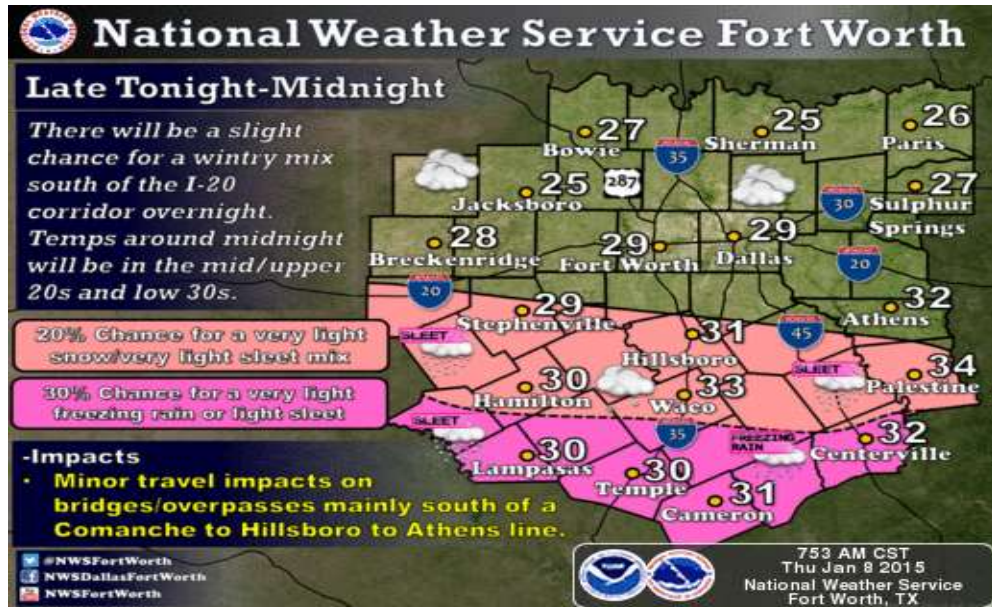 National Weather Service Fort Worth
Late Tonight-Midnight
There will be a slight
chance for a wintry mix
south of the I-20
corridor overnight.
Temps around midnight
will be in the mid/upper
20s and low 30s.
20% Chance for a very light
snow/very light sleet mix
30% Chance for a very light
freezing rain or light sleet
-Impacts
• Minor travel impacts on
bridges/overpasses mainly south of a
Comanche to Hillsboro to Athens line.
@NWSFortWorth
NWSDallasFortWorth
NWSFortWorth
27
Bowie
35
25
Sherman
26
Paris
25
Jacksboro
287
30
27
Sulphur
Springs
28
Breckenridge
29
Fort Worth
29
Dallas
20
20
29
Stephenville
32
Athens
SLEET
31
Hillsboro
45
SLEET
34
Palestine
30
Hamilton
33
Waco
SLEET
35
FREEZING
RAIN
32
Centerville
30
Lampasas
30
Temple
31
Cameron
753 AM CST
Thu Jan 8 2015
National Weather Service
Fort Worth, TX